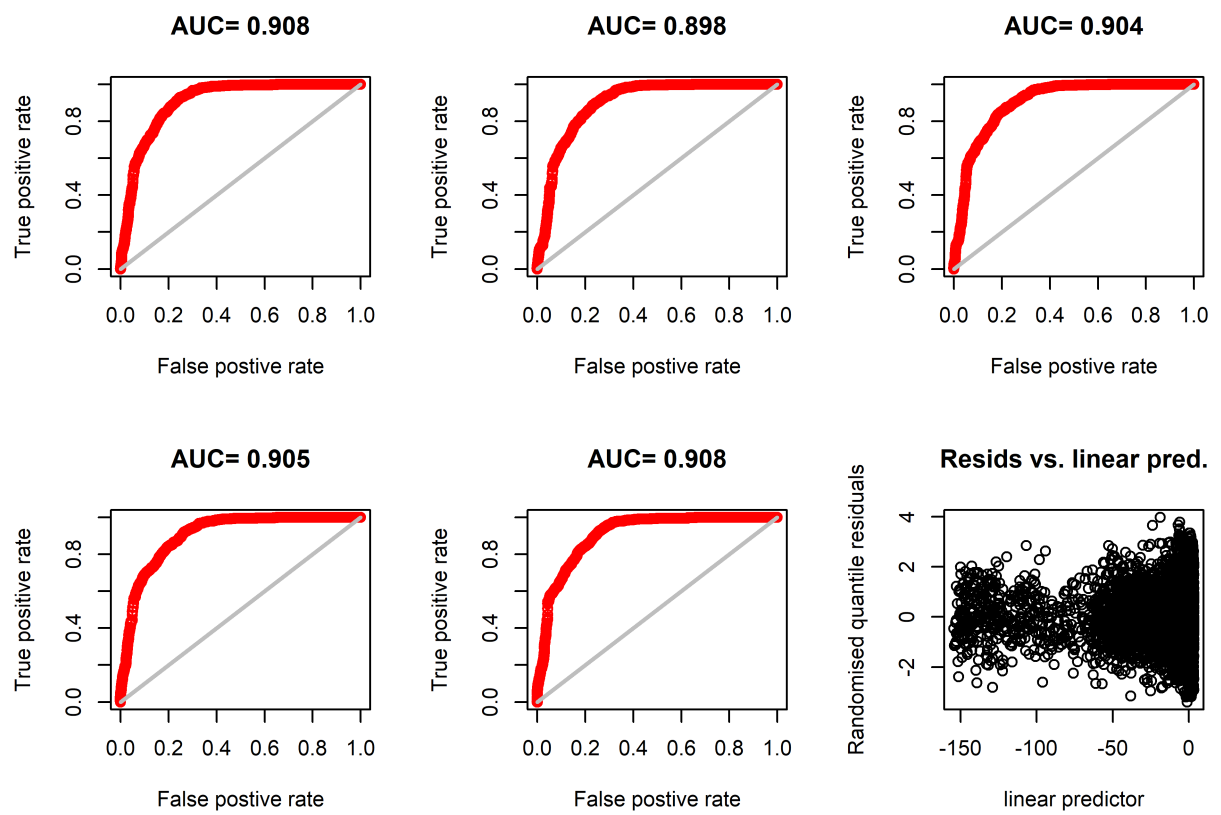 AUC= 0.908
True positive rate
0.0 0.4 0.8
0.0 0.2 0.4 0.6 0.8 1.0
False postive rate
AUC= 0.898
True positive rate
0.0 0.4 0.8
0.0 0.2 0.4 0.6 0.8 1.0
False postive rate
AUC= 0.904
True positive rate
0.0 0.4 0.8
0.0 0.2 0.4 0.6 0.8 1.0
False postive rate
AUC= 0.905
True positive rate
0.0 0.4 0.8
0.0 0.2 0.4 0.6 0.8 1.0
False postive rate
AUC= 0.908
True positive rate
0.0 0.4 0.8
0.0 0.2 0.4 0.6 0.8 1.0
False postive rate
Resids vs. linear pred.
Randomised quantile residuals
-2 0 2 4
-150 -100 -50 0
linear predictor